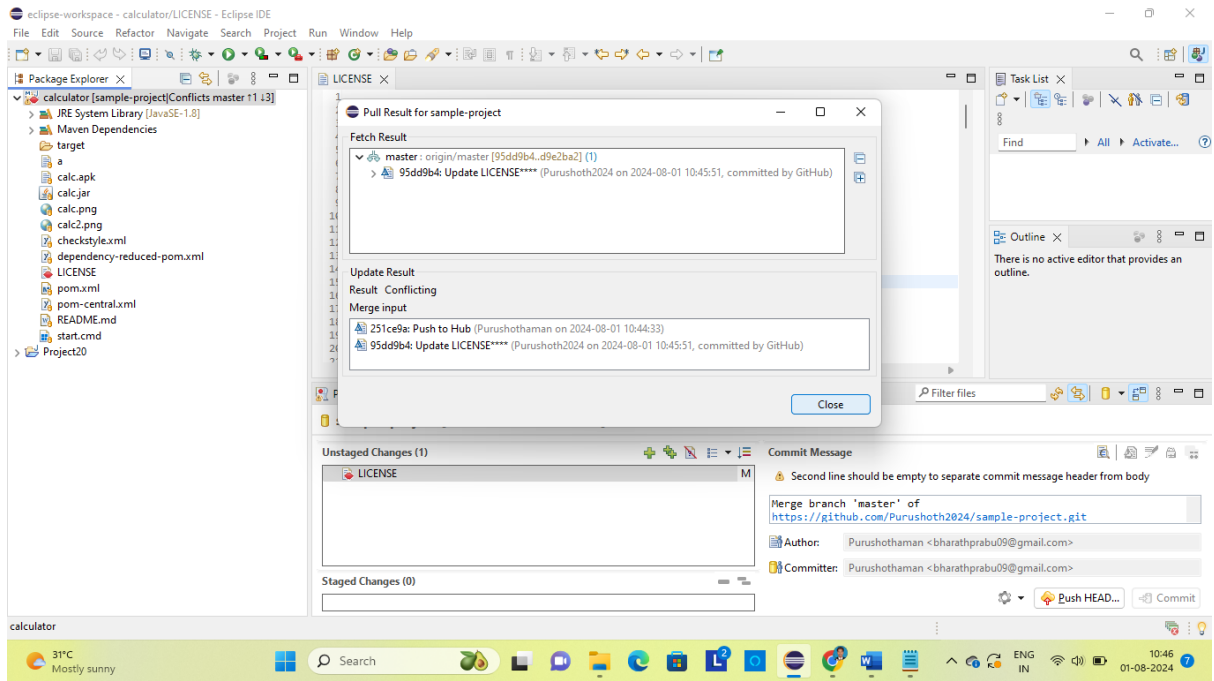 eclipse-workspace - calculator/LICENSE - Eclipse IDE
File Edit Source Refactor Navigate Search Project Run Window Help
Package Explorer
calculator [sample-project|Conflicts master ↑1 ↓3]
JRE System Library [JavaSE-1.8]
Maven Dependencies
target
a
calc.apk
calc.jar
calc.png
calc2.png
checkstyle.xml
dependency-reduced-pom.xml
LICENSE
pom.xml
pom-central.xml
README.md
start.cmd
Project20
LICENSE
1
Pull Result for sample-project
Fetch Result
master : origin/master [95dd9b4..d9e2ba2] (1)
95dd9b4: Update LICENSE**** (Purushoth2024 on 2024-08-01 10:45:51, committed by GitHub)
Update Result
Result Conflicting
Merge input
251ce9a: Push to Hub (Purushothaman on 2024-08-01 10:44:33)
95dd9b4: Update LICENSE**** (Purushoth2024 on 2024-08-01 10:45:51, committed by GitHub)
Close
Task List
Find All Activate...
Outline
There is no active editor that provides an
outline.
Filter files
Unstaged Changes (1)
LICENSE M
Staged Changes (0)
Commit Message
Second line should be empty to separate commit message header from body
Merge branch 'master' of
https://github.com/Purushoth2024/sample-project.git
Author: Purushothaman <bharathprabu09@gmail.com>
Committer: Purushothaman <bharathprabu09@gmail.com>
Push HEAD... Commit
calculator
31°C
Mostly sunny
Search
ENG
IN
10:46
01-08-2024
7